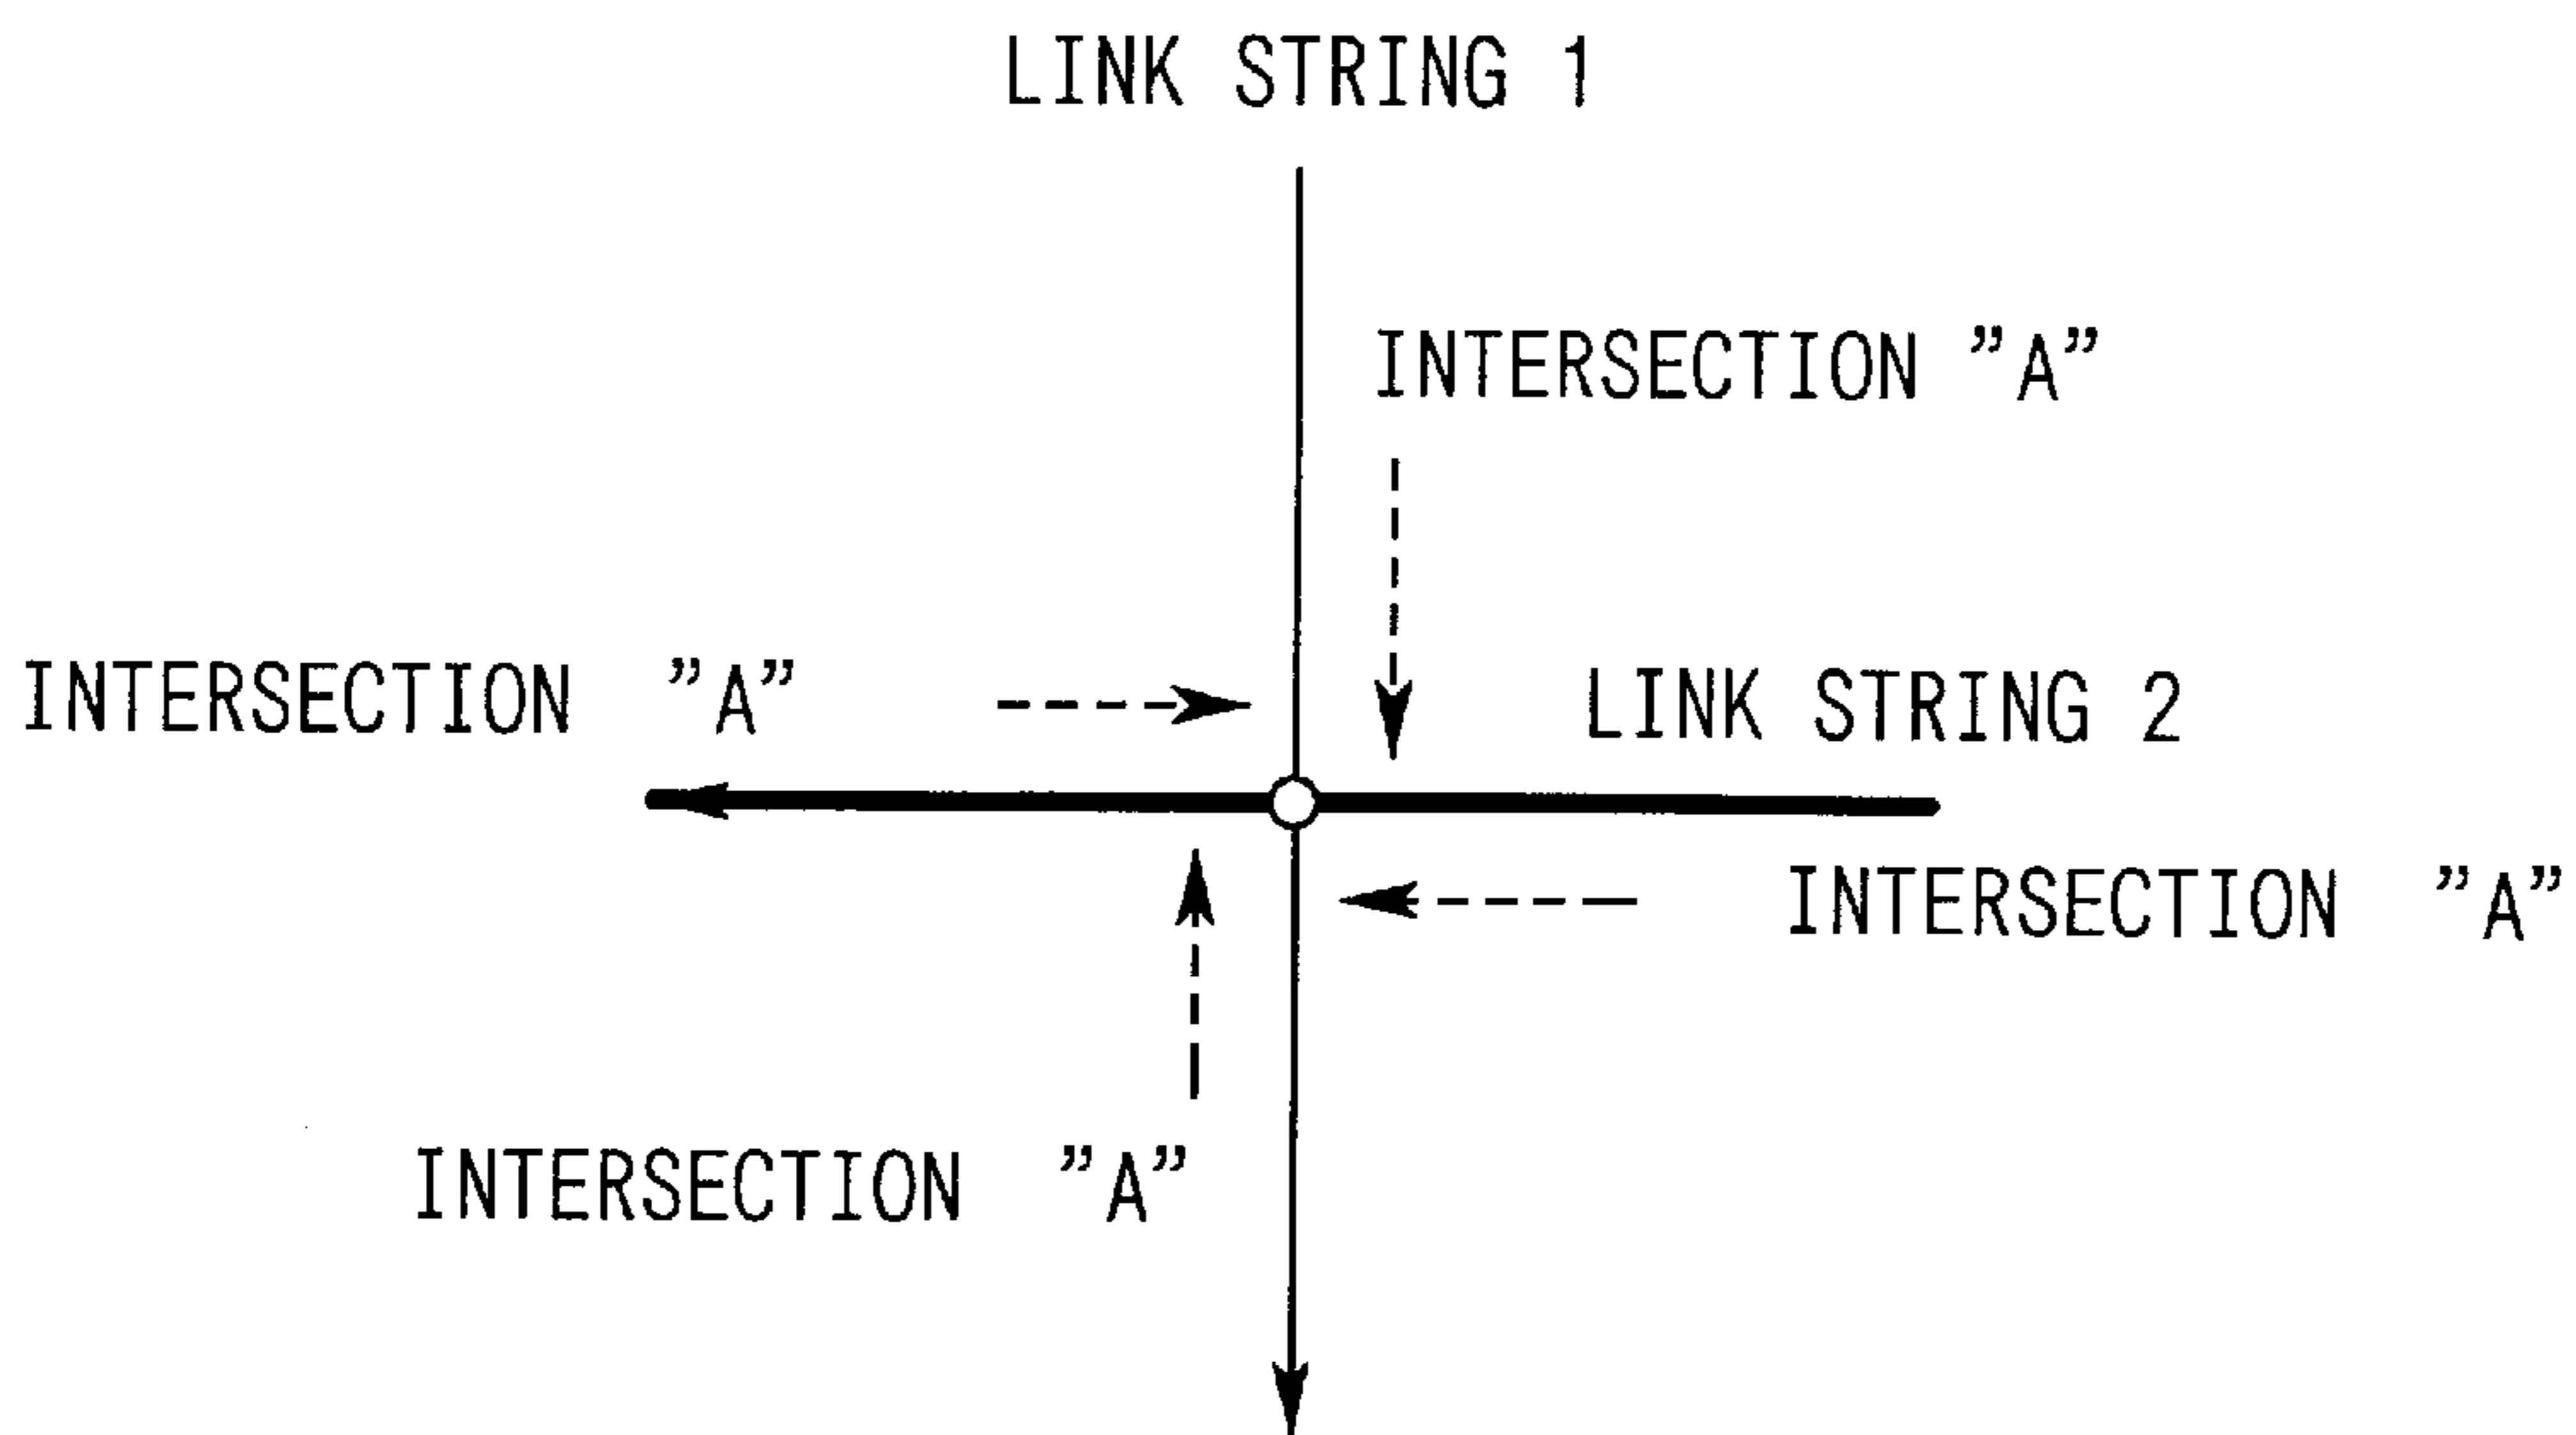 LINK STRING 1
INTERSECTION ”A”
INTERSECTION ”A”
LINK STRING 2
INTERSECTION ”A”
INTERSECTION ”A”